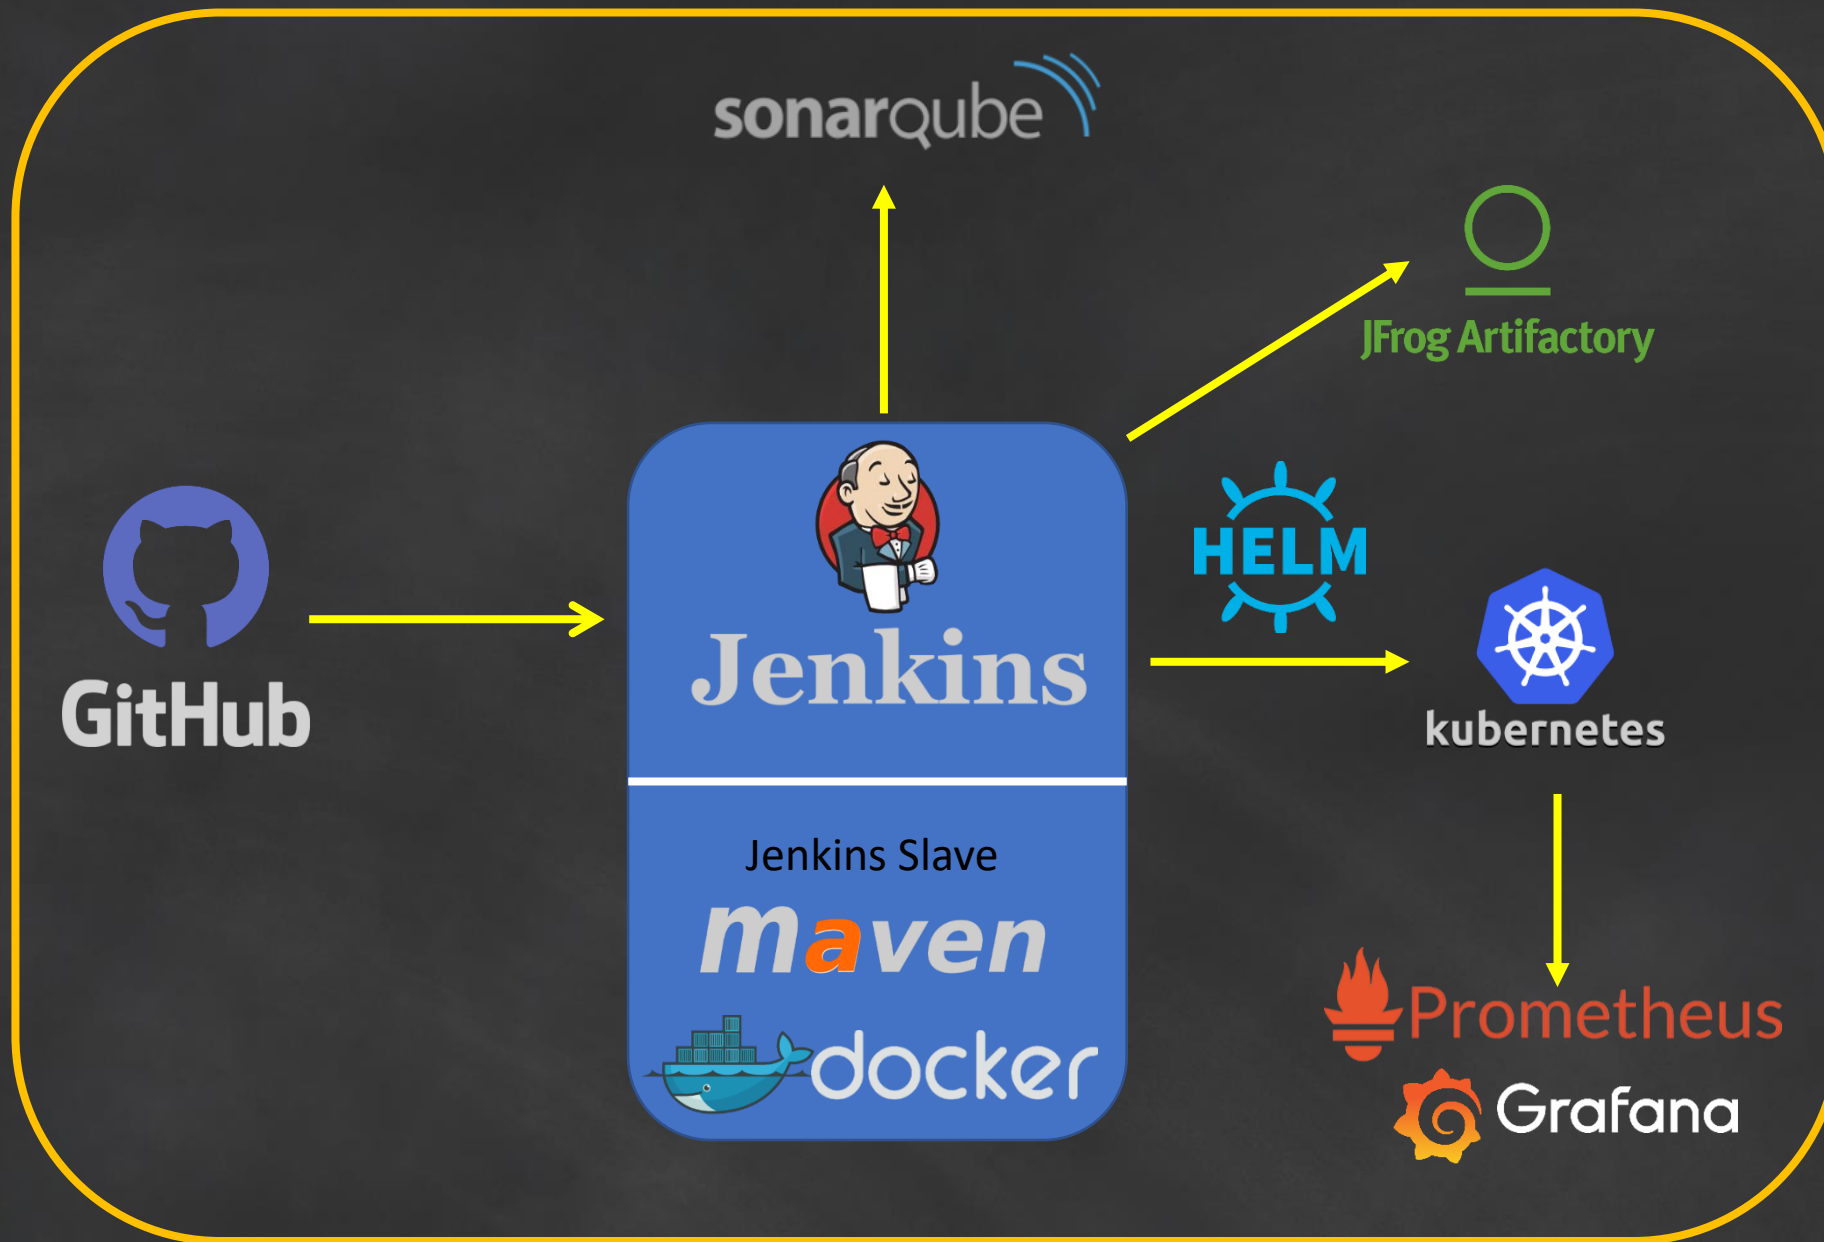 sonarqube
JFrog Artifactory
HELM
GitHub
Jenkins
kubernetes
Jenkins Slave
maven
docker
Prometheus
Grafana